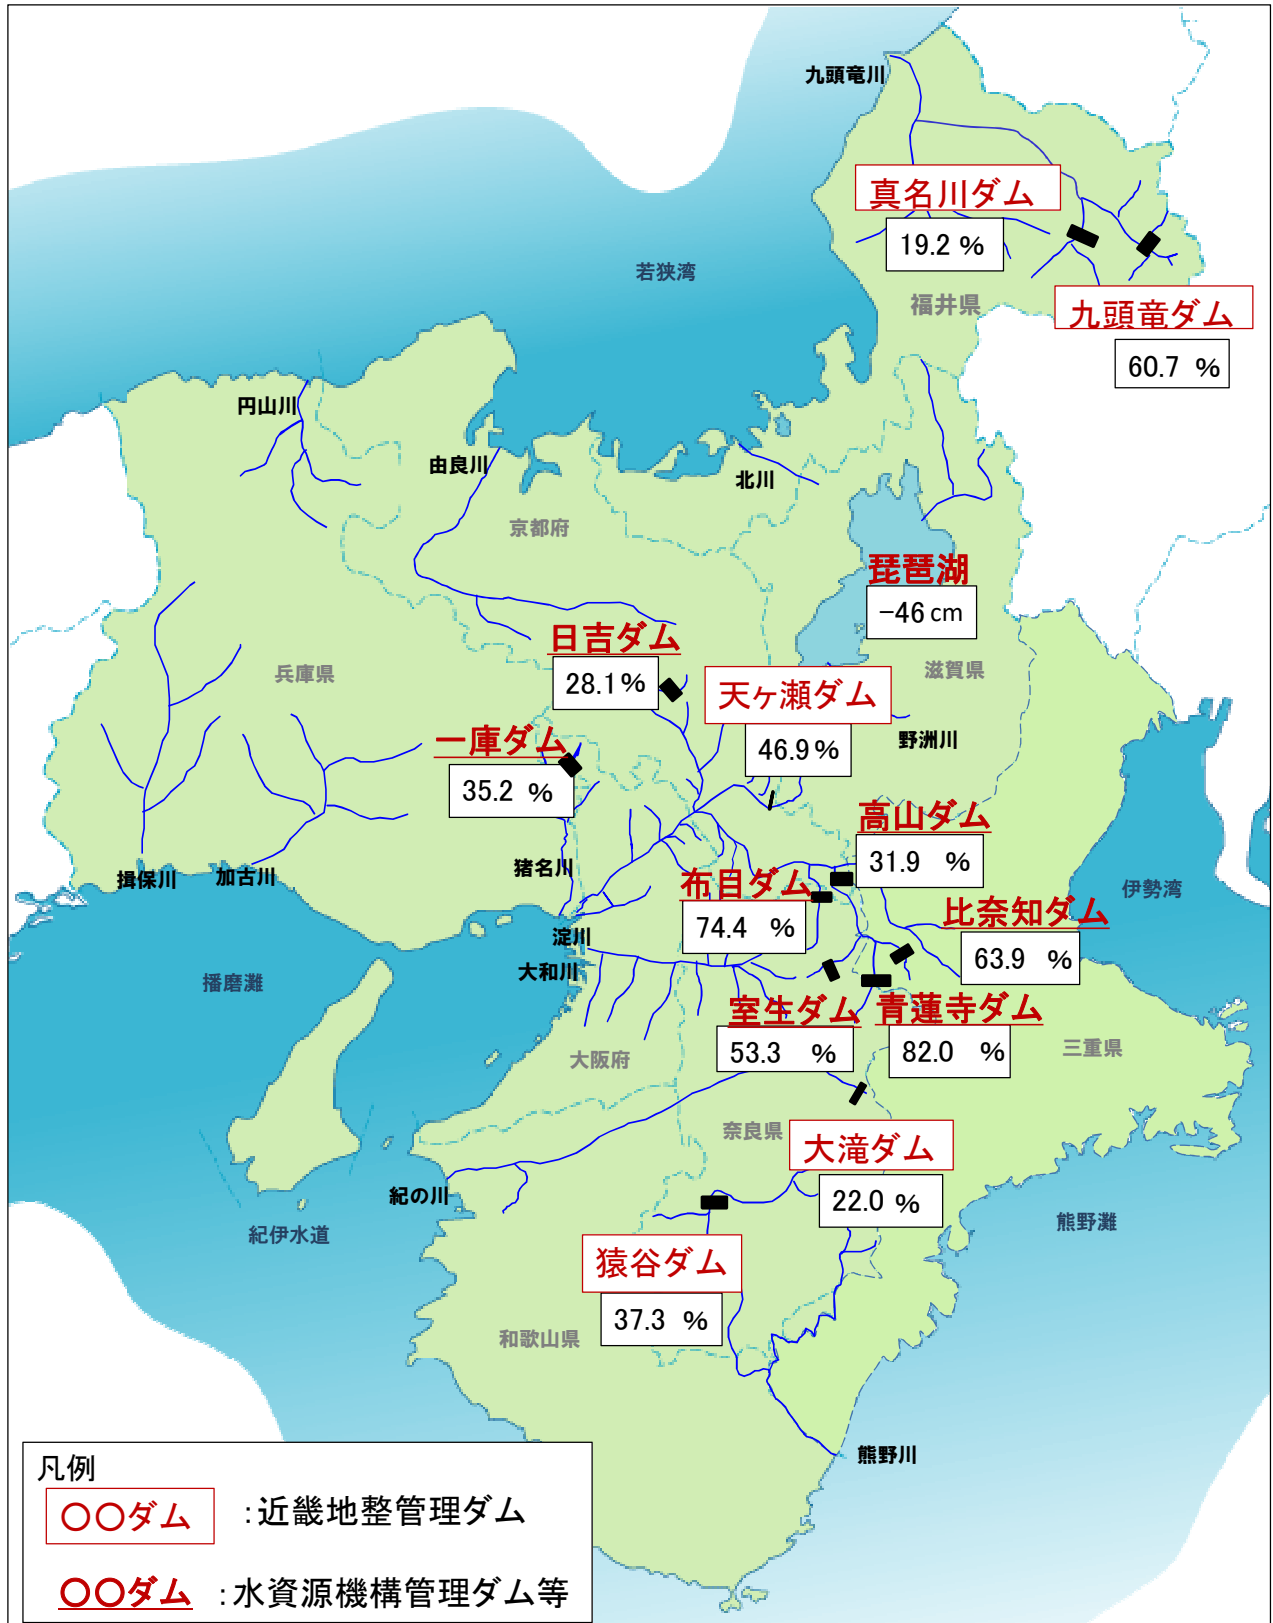 九頭竜川
真名川ダム
19.2 %
若狭湾
福井県
九頭竜ダム
60.7 %
円山川
由良川
北川
京都府
琵琶湖
-46 cm
日吉ダム
28.1%
兵庫県
滋賀県
天ヶ瀬ダム
46.9%
野洲川
一庫ダム
35.2 %
高山ダム
31.9 %
猪名川
揖保川
加古川
布目ダム
74.4 %
伊勢湾
比奈知ダム
63.9 %
淀川
大和川
播磨灘
室生ダム
53.3 %
青蓮寺ダム
82.0 %
大阪府
三重県
奈良県
大滝ダム
22.0 %
紀の川
紀伊水道
熊野灘
猿谷ダム
37.3 %
和歌山県
熊野川
凡例
〇〇ダム :近畿地整管理ダム
〇〇ダム :水資源機構管理ダム等